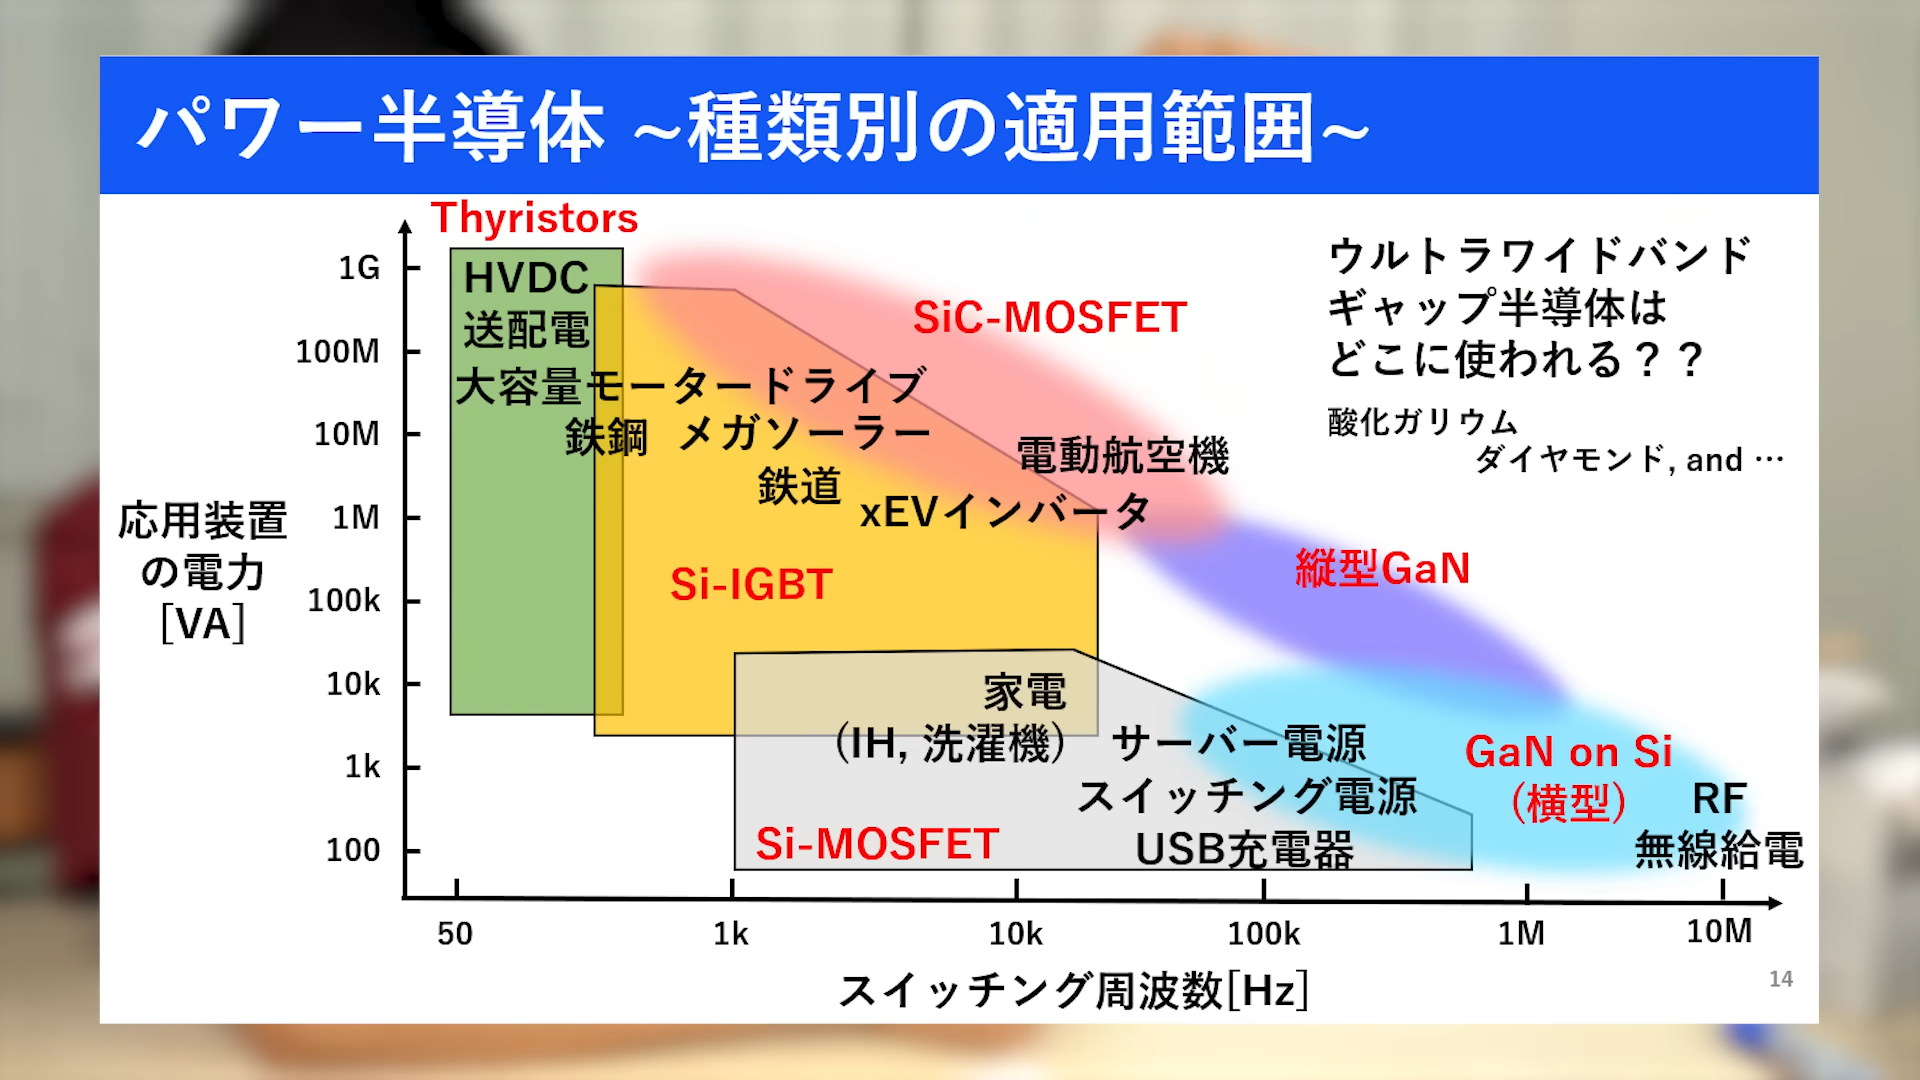 パワー半導体 ~種類別の適用範囲~
Thyristors
1G
100M
10M
1M
100k
10k
1k
100
応用装置
の電力
[VA]
HVDC
送配電
大容量モータードライブ
鉄鋼 メガソーラー
鉄道
xEVインバータ
電動航空機
SiC-MOSFET
Si-IGBT
縦型GaN
家電
(IH, 洗濯機)
サーバー電源
スイッチング電源
USB充電器
Si-MOSFET
GaN on Si
(横型)
RF
無線給電
ウルトラワイドバンド
ギャップ半導体は
どこに使われる？？
酸化ガリウム
ダイヤモンド, and …
50
1k
10k
100k
1M
10M
スイッチング周波数[Hz]
14